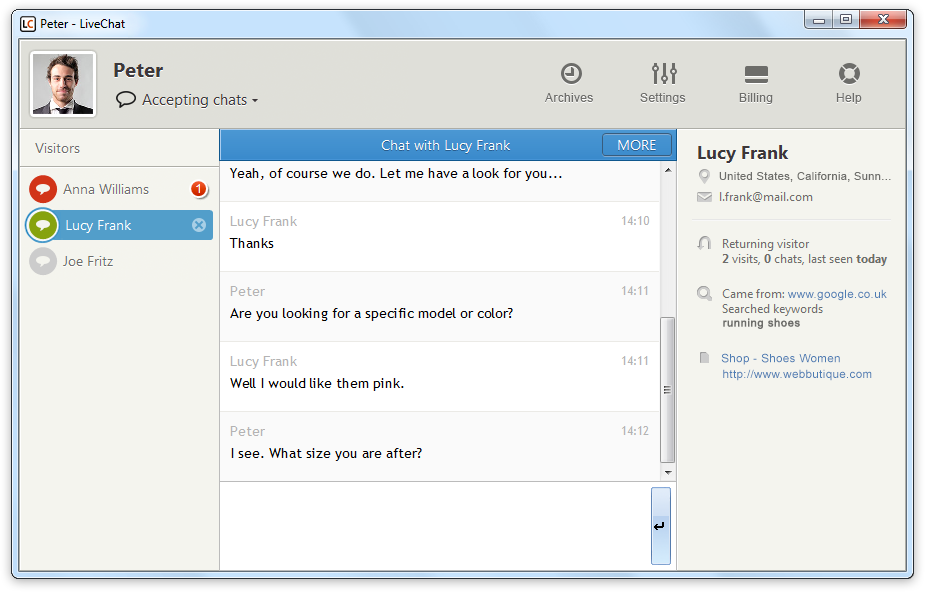 LC Peter - LiveChat
Peter
Accepting chats
Archives
Settings
Billing
Help
Visitors
Anna Williams 1
Lucy Frank
Joe Fritz
Chat with Lucy Frank
MORE
Yeah, of course we do. Let me have a look for you...
Lucy Frank 14:10
Thanks
Peter 14:11
Are you looking for a specific model or color?
Lucy Frank 14:11
Well I would like them pink.
Peter 14:12
I see. What size you are after?
Lucy Frank
United States, California, Sunn...
l.frank@mail.com
Returning visitor
2 visits, 0 chats, last seen today
Came from: www.google.co.uk
Searched keywords
running shoes
Shop - Shoes Women
http://www.webbutique.com